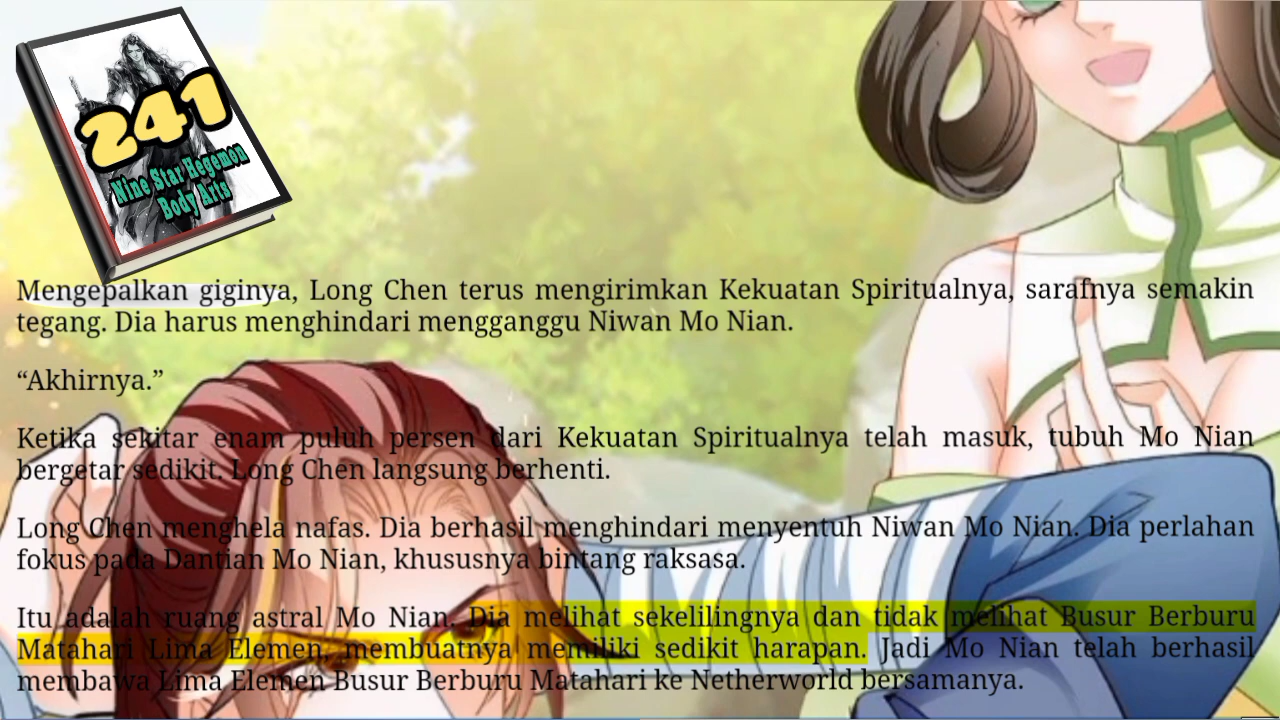 241
Nine Star Hegemon
Body Arts
Mengepalkan giginya, Long Chen terus mengirimkan Kekuatan Spiritualnya, sarafnya semakin
tegang. Dia harus menghindari mengganggu Niwan Mo Nian.
“Akhirnya.”
Ketika sekitar enam puluh persen dari Kekuatan Spiritualnya telah masuk, tubuh Mo Nian
bergetar sedikit. Long Chen langsung berhenti.
Long Chen menghela nafas. Dia berhasil menghindari menyentuh Niwan Mo Nian. Dia perlahan
fokus pada Dantian Mo Nian, khususnya bintang raksasa.
Itu adalah ruang astral Mo Nian. Dia melihat sekelilingnya dan tidak melihat Busur Berburu
Matahari Lima Elemen, membuatnya memiliki sedikit harapan. Jadi Mo Nian telah berhasil
membawa Lima Elemen Busur Berburu Matahari ke Netherworld bersamanya.